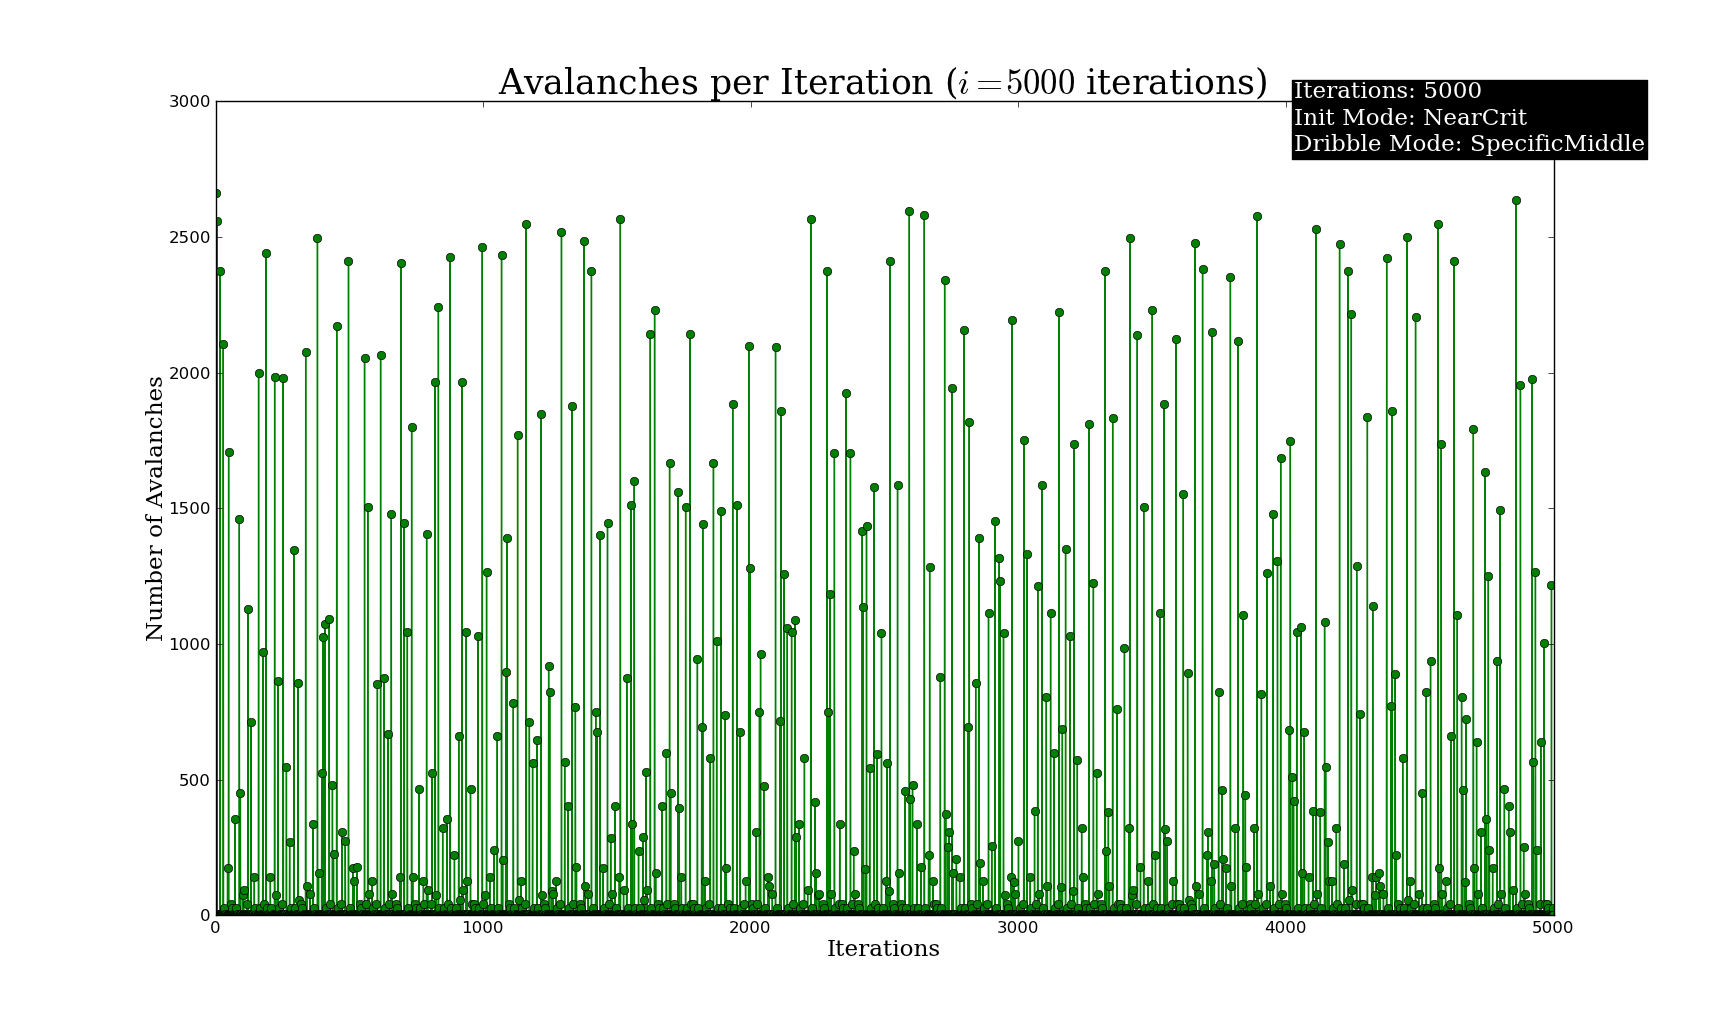 Avalanches per Iteration (i = 5000 iterations)
Iterations: 5000
Init Mode: NearCrit
Dribble Mode: SpecificMiddle
3000
2500
2000
1500
1000
500
0
Number of Avalanches
0 1000 2000 3000 4000 5000
Iterations